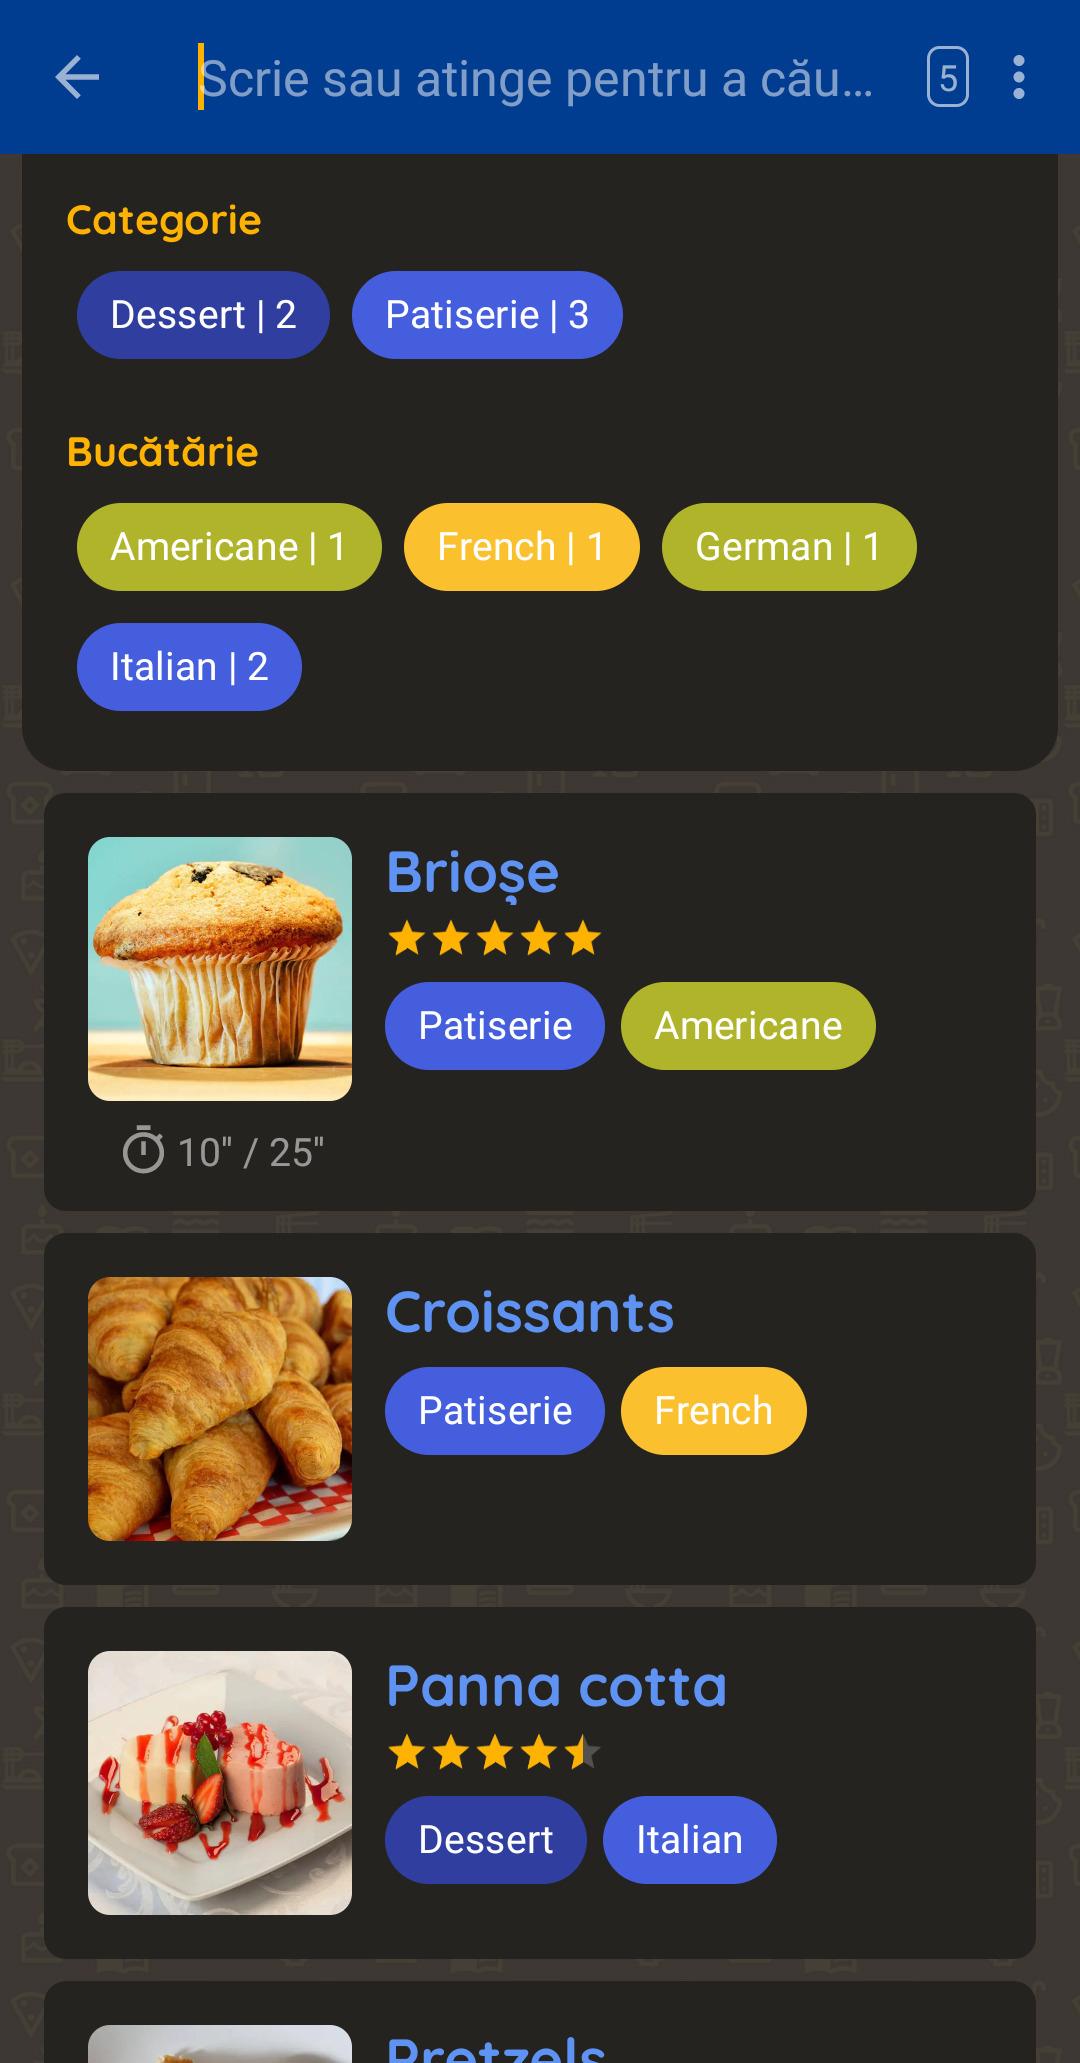 Scrie sau atinge pentru a cău...
5
Categorie
Dessert | 2 Patiserie | 3
Bucătărie
Americane | 1 French | 1 German | 1
Italian | 2
Brioșe
Patiserie Americane
10" / 25"
Croissants
Patiserie French
Panna cotta
Dessert Italian
Pretzels